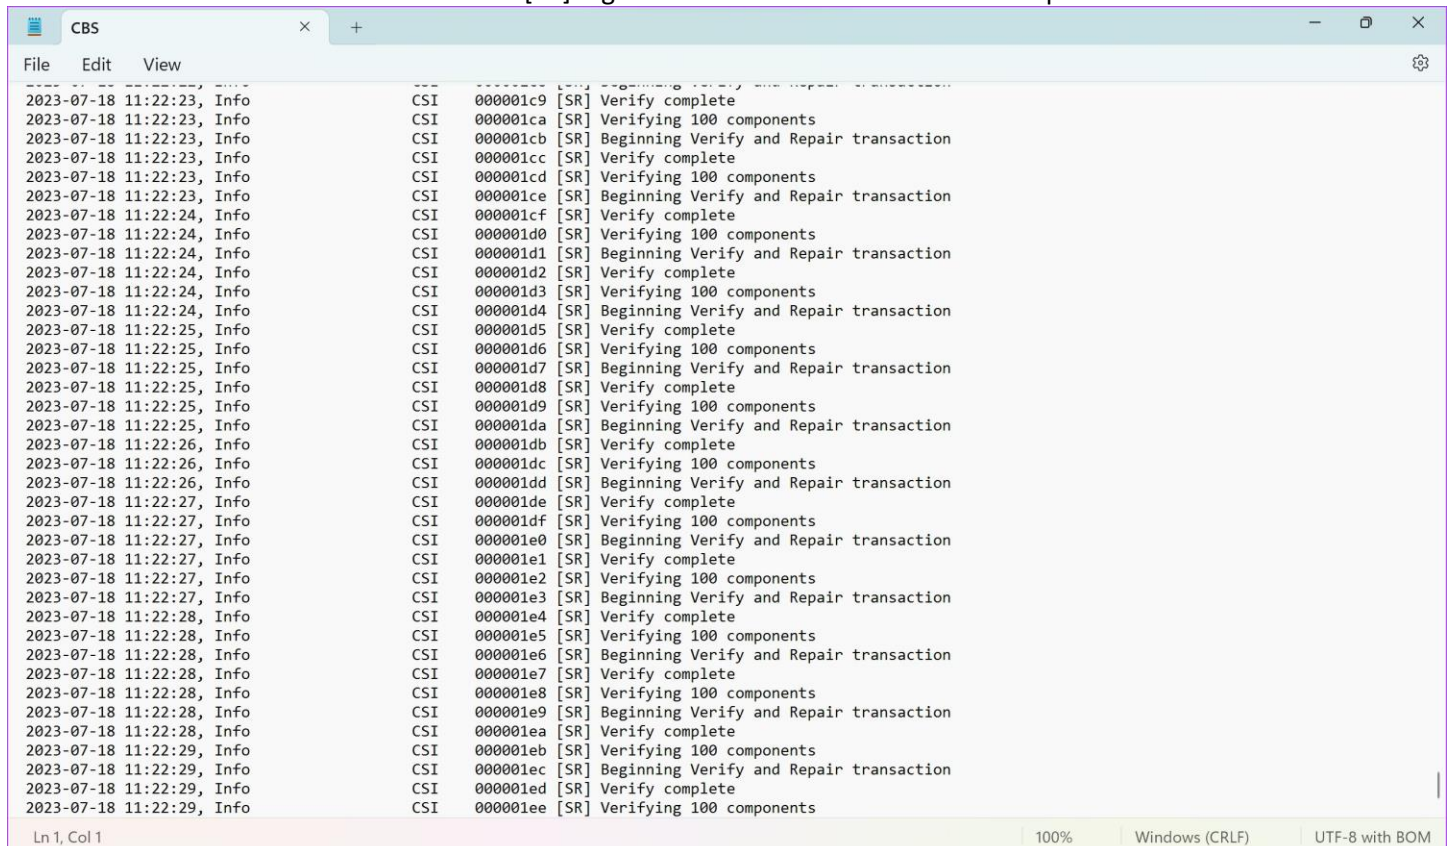 CBS
File Edit View
2023-07-18 11:22:23, Info CSI 000001c9 [SR] Verify complete
2023-07-18 11:22:23, Info CSI 000001ca [SR] Verifying 100 components
2023-07-18 11:22:23, Info CSI 000001cb [SR] Beginning Verify and Repair transaction
2023-07-18 11:22:23, Info CSI 000001cc [SR] Verify complete
2023-07-18 11:22:23, Info CSI 000001cd [SR] Verifying 100 components
2023-07-18 11:22:23, Info CSI 000001ce [SR] Beginning Verify and Repair transaction
2023-07-18 11:22:24, Info CSI 000001cf [SR] Verify complete
2023-07-18 11:22:24, Info CSI 000001d0 [SR] Verifying 100 components
2023-07-18 11:22:24, Info CSI 000001d1 [SR] Beginning Verify and Repair transaction
2023-07-18 11:22:24, Info CSI 000001d2 [SR] Verify complete
2023-07-18 11:22:24, Info CSI 000001d3 [SR] Verifying 100 components
2023-07-18 11:22:24, Info CSI 000001d4 [SR] Beginning Verify and Repair transaction
2023-07-18 11:22:25, Info CSI 000001d5 [SR] Verify complete
2023-07-18 11:22:25, Info CSI 000001d6 [SR] Verifying 100 components
2023-07-18 11:22:25, Info CSI 000001d7 [SR] Beginning Verify and Repair transaction
2023-07-18 11:22:25, Info CSI 000001d8 [SR] Verify complete
2023-07-18 11:22:25, Info CSI 000001d9 [SR] Verifying 100 components
2023-07-18 11:22:25, Info CSI 000001da [SR] Beginning Verify and Repair transaction
2023-07-18 11:22:26, Info CSI 000001db [SR] Verify complete
2023-07-18 11:22:26, Info CSI 000001dc [SR] Verifying 100 components
2023-07-18 11:22:26, Info CSI 000001dd [SR] Beginning Verify and Repair transaction
2023-07-18 11:22:27, Info CSI 000001de [SR] Verify complete
2023-07-18 11:22:27, Info CSI 000001df [SR] Verifying 100 components
2023-07-18 11:22:27, Info CSI 000001e0 [SR] Beginning Verify and Repair transaction
2023-07-18 11:22:27, Info CSI 000001e1 [SR] Verify complete
2023-07-18 11:22:27, Info CSI 000001e2 [SR] Verifying 100 components
2023-07-18 11:22:27, Info CSI 000001e3 [SR] Beginning Verify and Repair transaction
2023-07-18 11:22:28, Info CSI 000001e4 [SR] Verify complete
2023-07-18 11:22:28, Info CSI 000001e5 [SR] Verifying 100 components
2023-07-18 11:22:28, Info CSI 000001e6 [SR] Beginning Verify and Repair transaction
2023-07-18 11:22:28, Info CSI 000001e7 [SR] Verify complete
2023-07-18 11:22:28, Info CSI 000001e8 [SR] Verifying 100 components
2023-07-18 11:22:28, Info CSI 000001e9 [SR] Beginning Verify and Repair transaction
2023-07-18 11:22:28, Info CSI 000001ea [SR] Verify complete
2023-07-18 11:22:29, Info CSI 000001eb [SR] Verifying 100 components
2023-07-18 11:22:29, Info CSI 000001ec [SR] Beginning Verify and Repair transaction
2023-07-18 11:22:29, Info CSI 000001ed [SR] Verify complete
2023-07-18 11:22:29, Info CSI 000001ee [SR] Verifying 100 components
Ln 1, Col 1 100% Windows (CRLF) UTF-8 with BOM